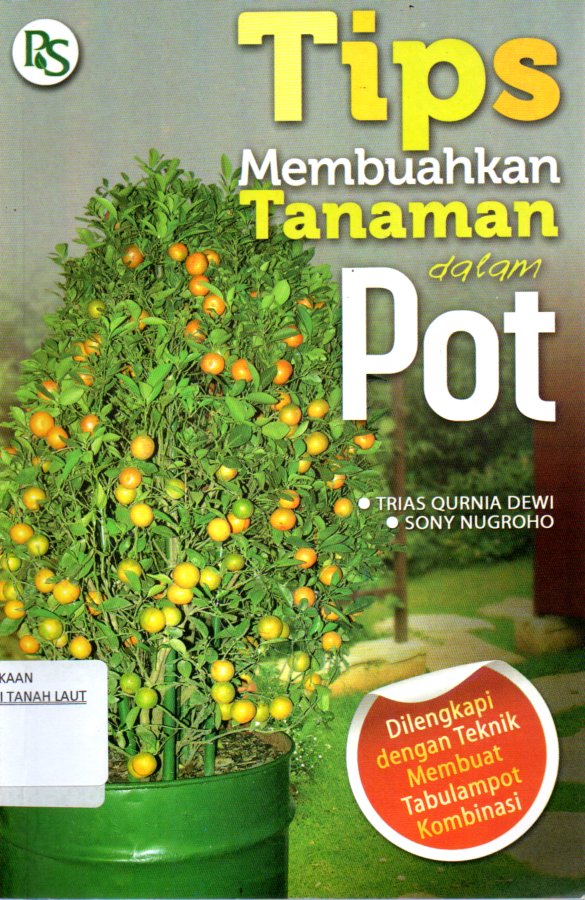 PS
Tips
Membuahkan
Tanaman
dalam
Pot
• TRIAS QURNIA DEWI
• SONY NUGROHO
KAAN
I TANAH LAUT
Dilengkapi
dengan Teknik
Membuat
Tabulampot
Kombinasi